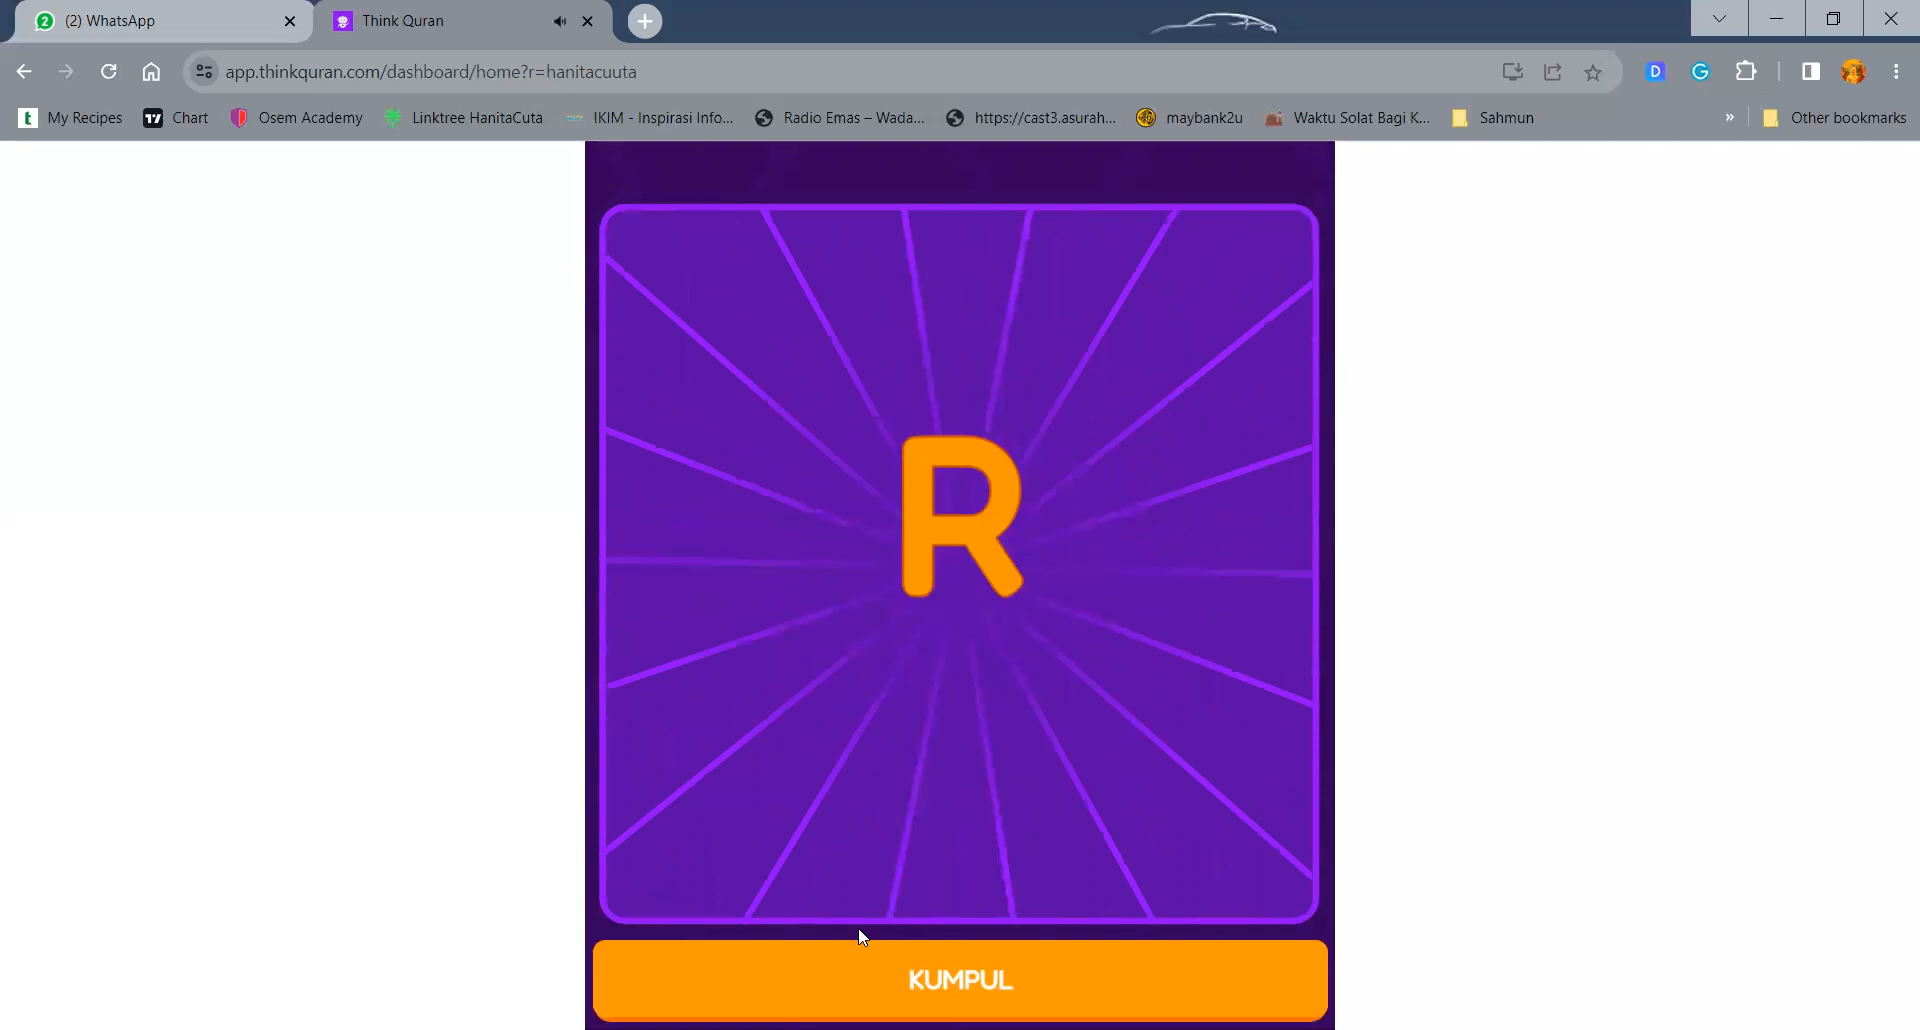 (2) WhatsApp
Think Quran
app.thinkquran.com/dashboard/home?r=hanitacuuta
My Recipes
Chart
Osem Academy
Linktree HanitaCuta
IKIM - Inspirasi Info...
Radio Emas – Wada...
https://cast3.asurah...
maybank2u
Waktu Solat Bagi K...
Sahmun
»
Other bookmarks
R
KUMPUL